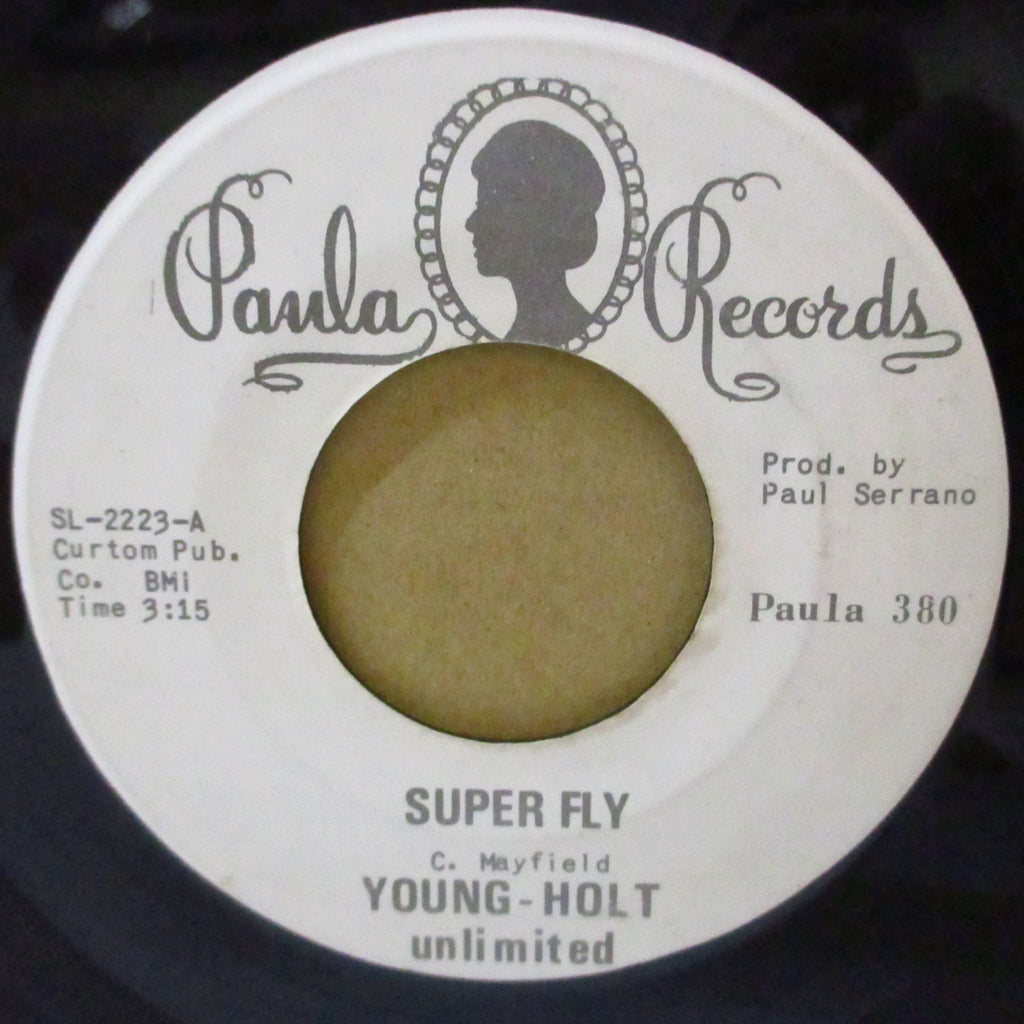 Paula Records
Prod. by
Paul Serrano
SL-2223-A
Curtom Pub.
Co. BMi
Time 3:15
Paula 380
SUPER FLY
C. Mayfield
YOUNG-HOLT
unlimited